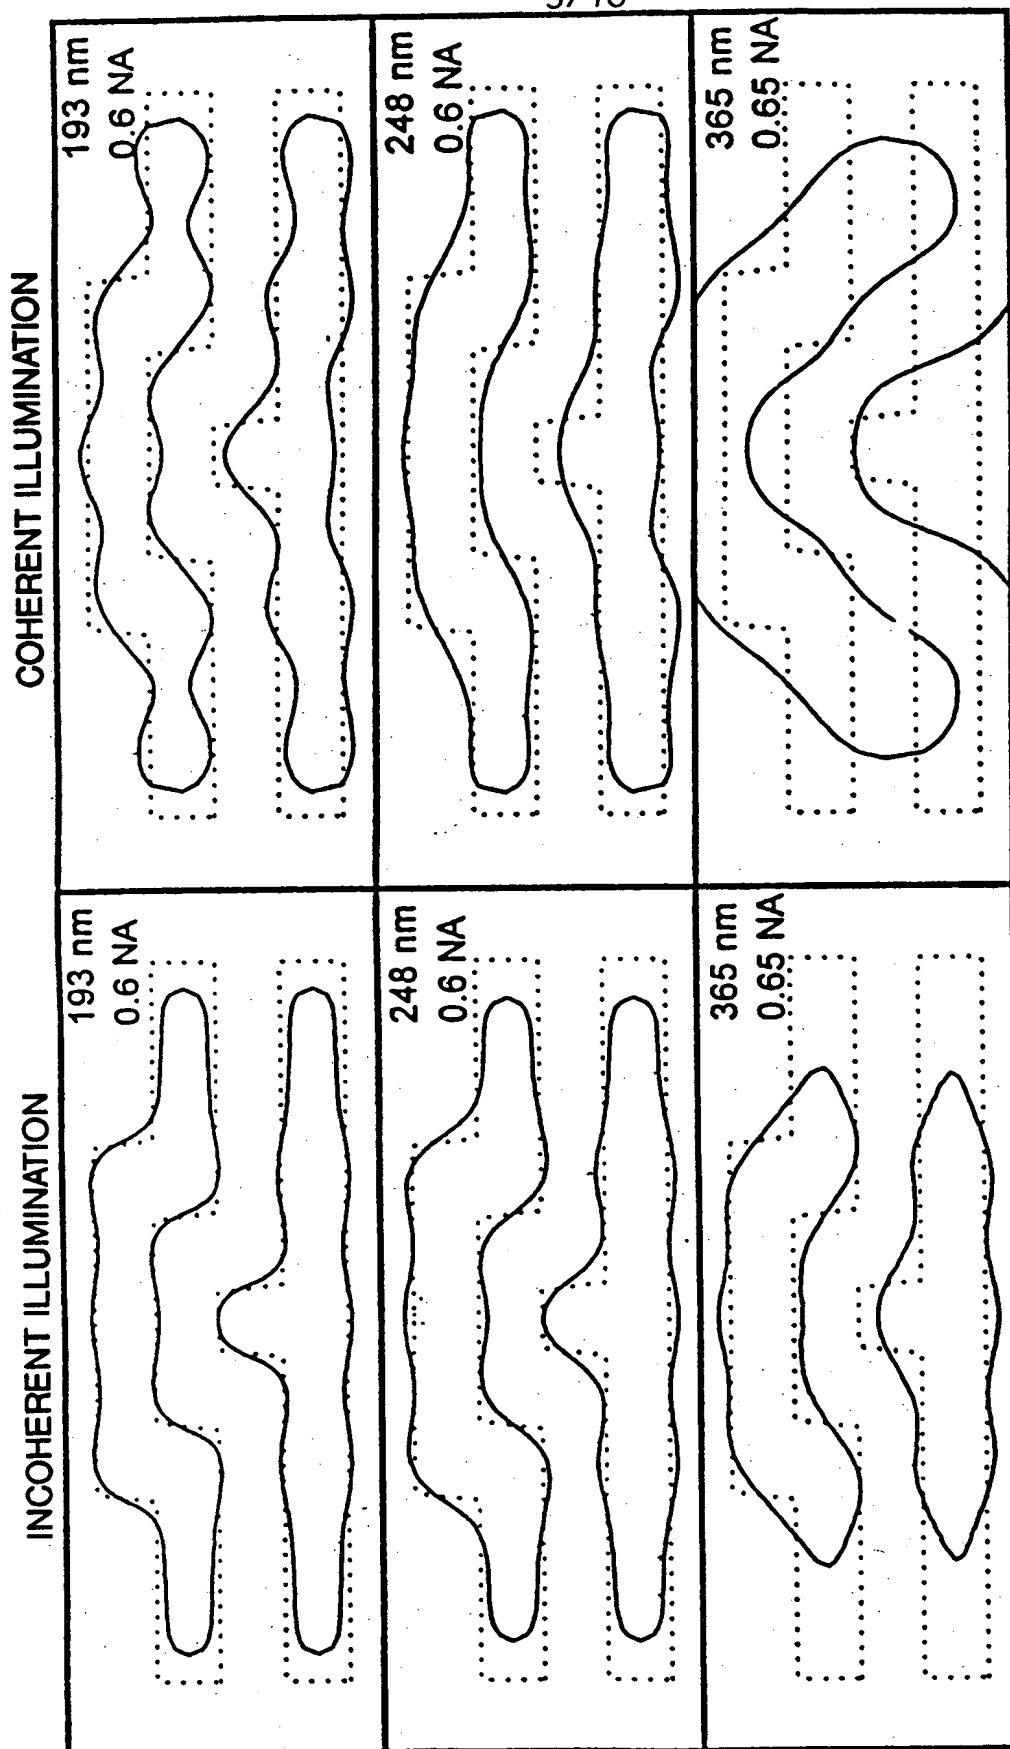 INCOHERENT ILLUMINATION
COHERENT ILLUMINATION
193 nm
0.6 NA
193 nm
0.6 NA
248 nm
0.6 NA
248 nm
0.6 NA
365 nm
0.65 NA
365 nm
0.65 NA